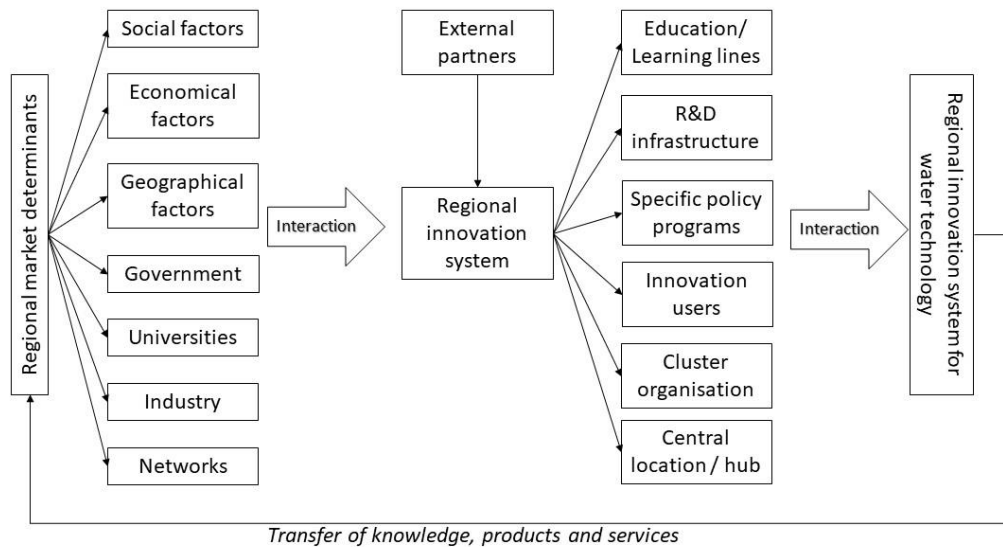 Regional market determinants
Social factors
Economical
factors
Geographical
factors
Government
Universities
Industry
Networks
Interaction
External
partners
Regional
innovation
system
Education/
Learning lines
R&D
infrastructure
Specific policy
programs
Innovation
users
Cluster
organisation
Central
location / hub
Interaction
Regional innovation system for
water technology
Transfer of knowledge, products and services